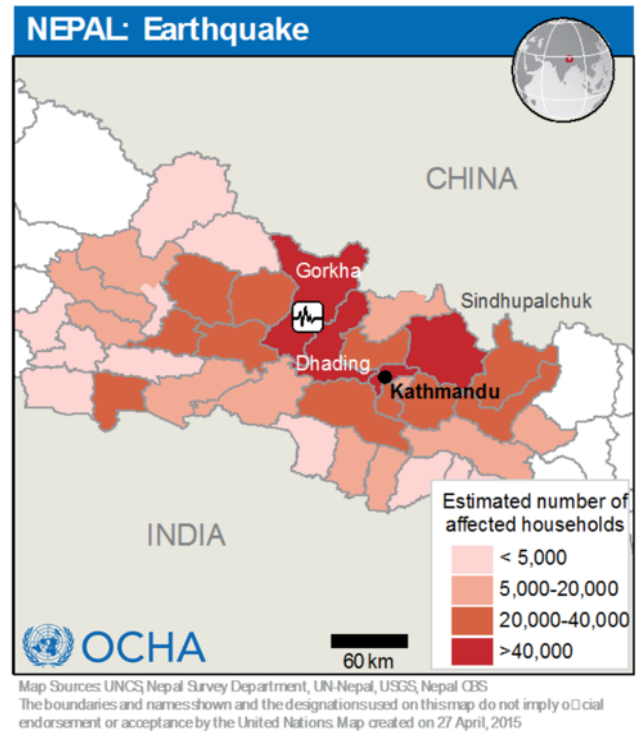 NEPAL: Earthquake
CHINA
Gorkha
Sindhupalchuk
Dhading
Kathmandu
INDIA
Estimated number of
affected households
< 5,000
5,000-20,000
20,000-40,000
>40,000
OCHA
60 km
Map Sources: UNCS, Nepal Survey Department, UN-Nepal, USGS, Nepal CBS
The boundaries and names shown and the designations used on this map do not imply o□cial
endorsement or acceptance by the United Nations. Map created on 27 April, 2015